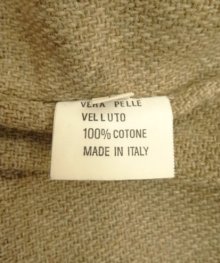 VERA PELLE
VELLUTO
100% COTONE
MADE IN ITALY